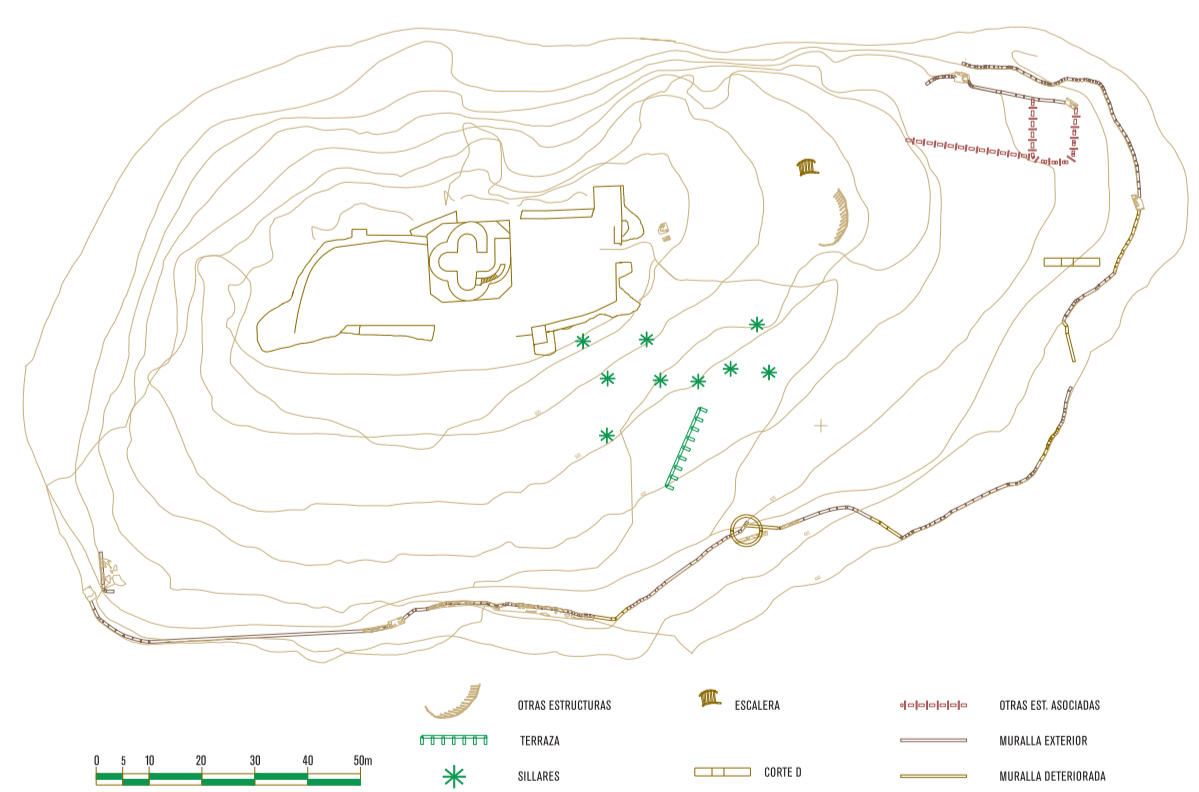 OTRAS ESTRUCTURAS
ESCALERA
OTRAS EST. ASOCIADAS
TERRAZA
MURALLA EXTERIOR
0 5 10 20 30 40 50m
SILLARES
CORTE D
MURALLA DETERIORADA